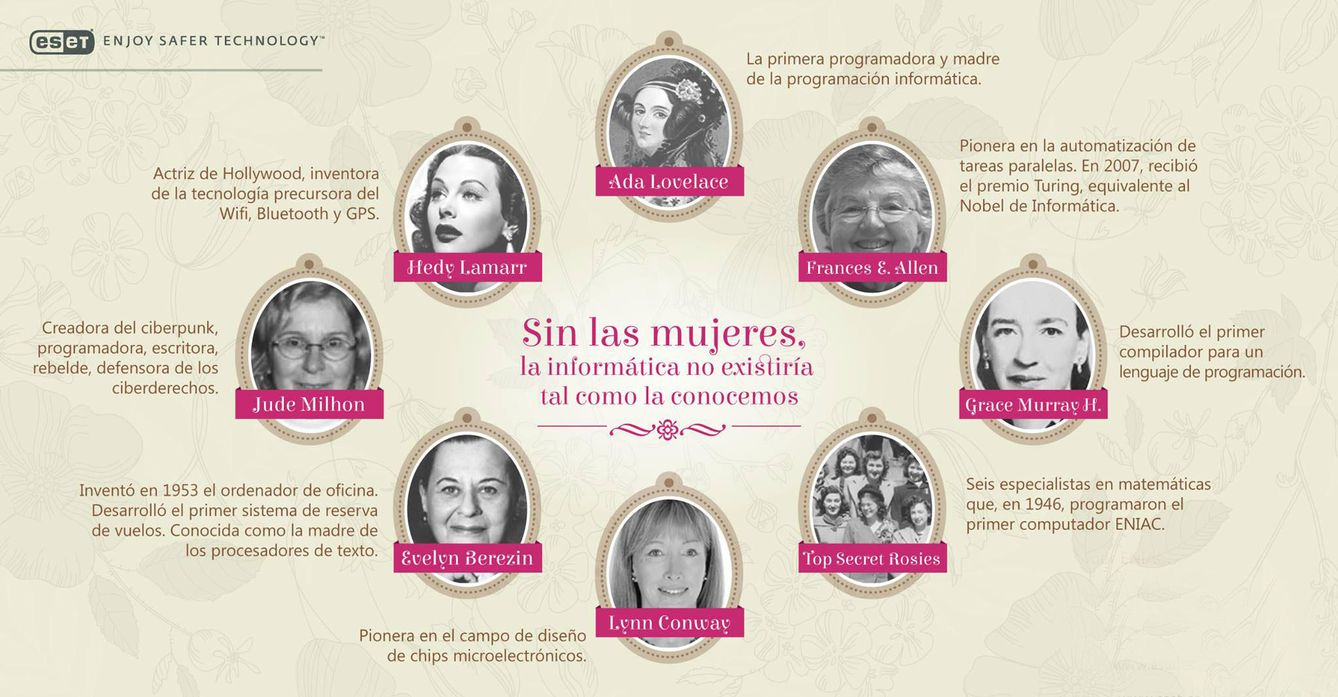 eset ENJOY SAFER TECHNOLOGY™
La primera programadora y madre
de la programación informática.
Ada Lovelace
Pionera en la automatización de
tareas paralelas. En 2007, recibió
el premio Turing, equivalente al
Nobel de Informática.
Frances E. Allen
Desarrolló el primer
compilador para un
lenguaje de programación.
Grace Murray H.
Seis especialistas en matemáticas
que, en 1946, programaron el
primer computador ENIAC.
Top Secret Rosies
Lynn Conway
Pionera en el campo de diseño
de chips microelectrónicos.
Inventó en 1953 el ordenador de oficina.
Desarrolló el primer sistema de reserva
de vuelos. Conocida como la madre de
los procesadores de texto.
Evelyn Berezin
Creadora del ciberpunk,
programadora, escritora,
rebelde, defensora de los
ciberderechos.
Jude Milhon
Actriz de Hollywood, inventora
de la tecnología precursora del
Wifi, Bluetooth y GPS.
Hedy Lamarr
Sin las mujeres,
la informática no existiría
tal como la conocemos